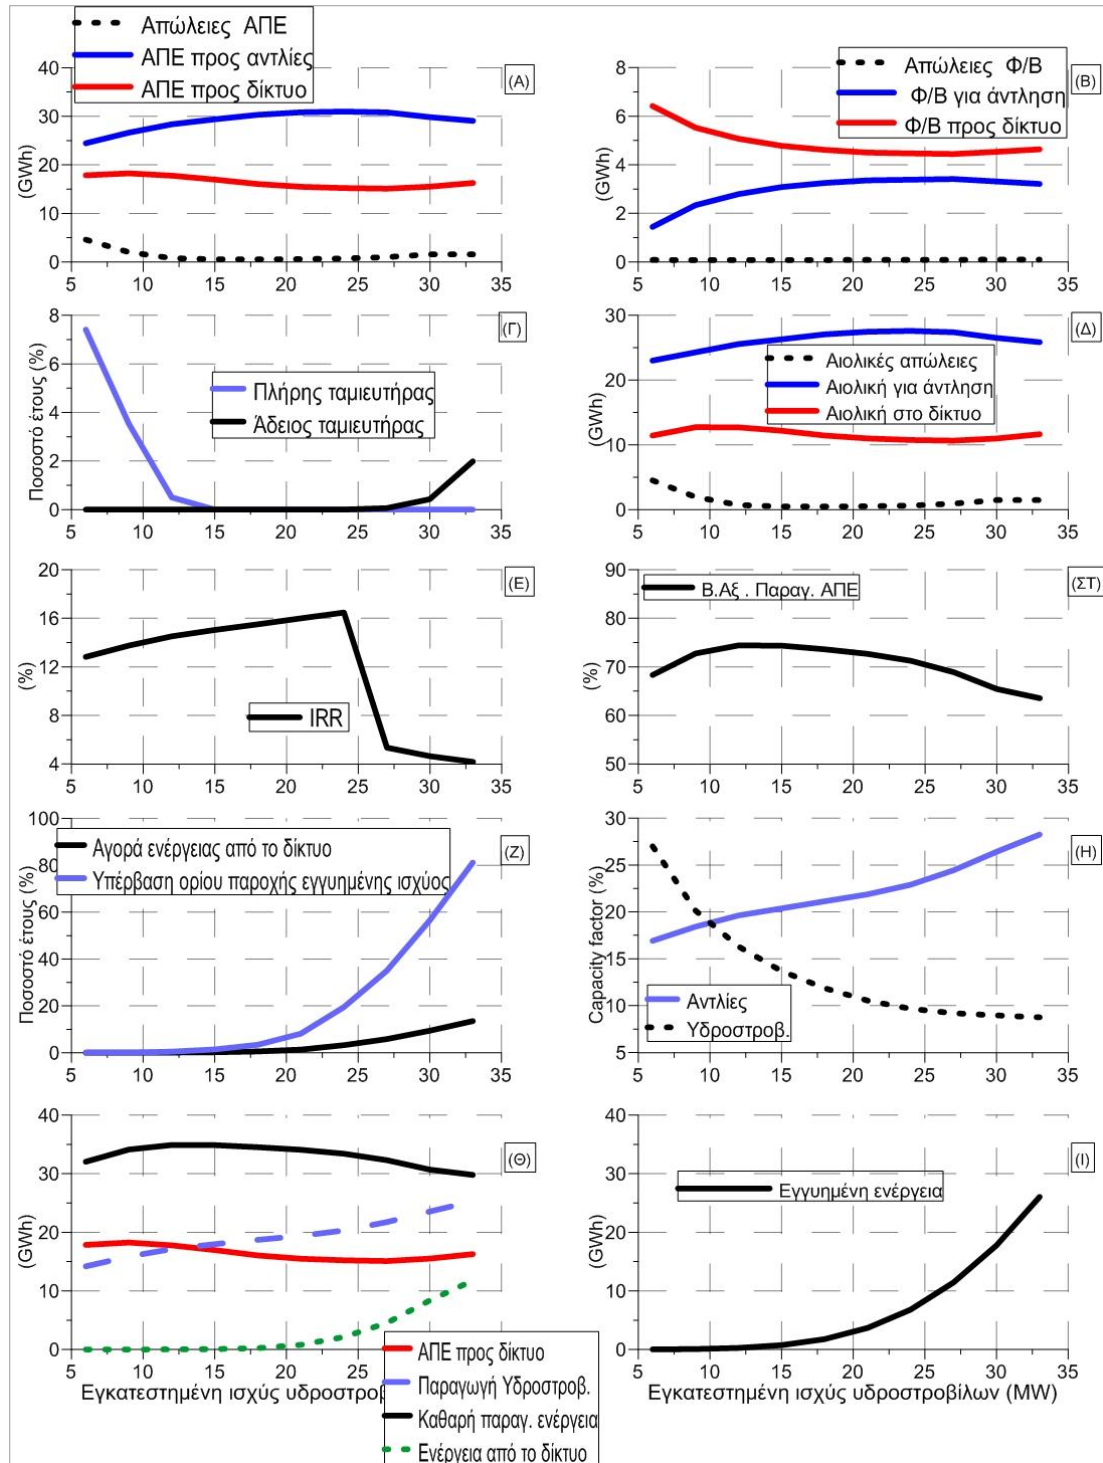 Απώλειες ΑΠΕ
ΑΠΕ προς αντλίες
ΑΠΕ προς δίκτυο
(Α)
40
30
20
10
0
(GWh)
5 10 15 20 25 30 35
Απώλειες Φ/Β
Φ/Β για άντληση
Φ/Β προς δίκτυο
(Β)
8
6
4
2
0
(GWh)
5 10 15 20 25 30 35
(Γ)
8
6
4
2
0
Ποσοστό έτους (%)
Πλήρης ταμιευτήρας
Άδειος ταμιευτήρας
5 10 15 20 25 30 35
(Δ)
30
20
10
0
(GWh)
Αιολικές απώλειες
Αιολική για άντληση
Αιολική στο δίκτυο
5 10 15 20 25 30 35
(Ε)
20
16
12
8
4
(%)
IRR
5 10 15 20 25 30 35
Β.Αξ . Παραγ. ΑΠΕ
(ΣΤ)
90
80
70
60
50
(%)
5 10 15 20 25 30 35
Αγορά ενέργειας από το δίκτυο
Υπέρβαση ορίου παροχής εγγυημένης ισχύος
(Ζ)
100
80
60
40
20
0
Ποσοστό έτους (%)
5 10 15 20 25 30 35
(Η)
30
25
20
15
10
5
Capacity factor (%)
Αντλίες
Υδροστροβ.
5 10 15 20 25 30 35
(Θ)
40
30
20
10
0
(GWh)
5 10 15 20 25 30 35
Εγκατεστημένη ισχύς υδροστροβ
ΑΠΕ προς δίκτυο
Παραγωγή Υδροστροβ.
Καθαρή παραγ. ενέργεια
Ενέργεια από το δίκτυο
(Ι)
40
30
20
10
0
(GWh)
Εγγυημένη ενέργεια
5 10 15 20 25 30 35
Εγκατεστημένη ισχύς υδροστροβίλων (MW)